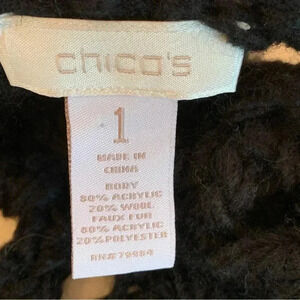 chico's
1
MADE IN
CHINA
BODY
80% ACRYLIC
20% WOOL
FAUX FUR
80% ACRYLIC
20% POLYESTER
RN# 79984